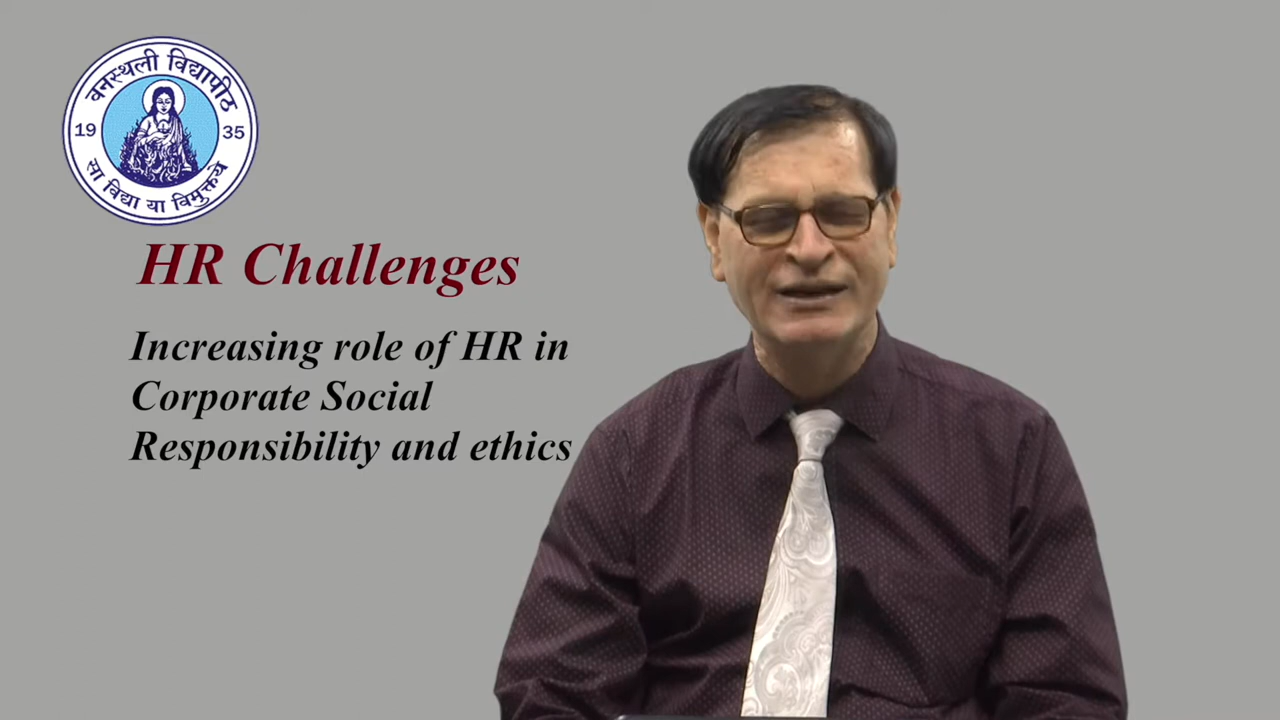 वनस्थली विद्यापीठ
19 35
सा विद्या या विमुक्तये
HR Challenges
Increasing role of HR in
Corporate Social
Responsibility and ethics